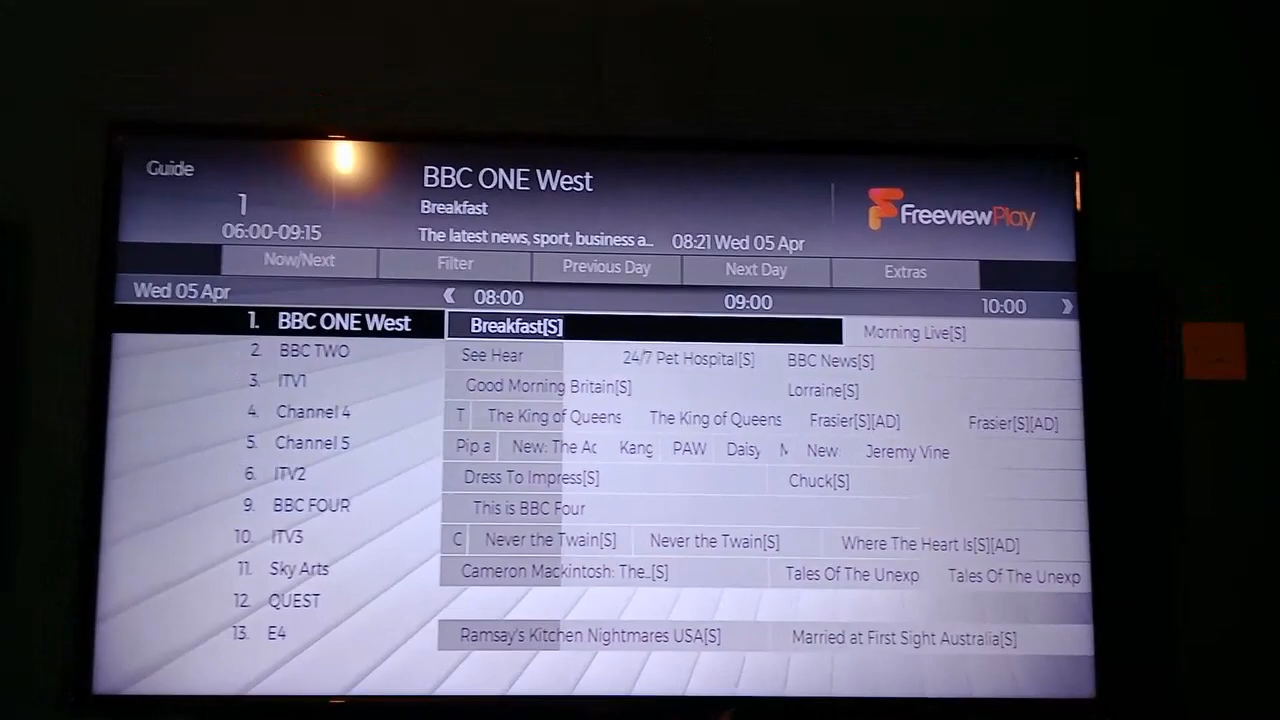 Guide
BBC ONE West
1
Breakfast
FreeviewPlay
06:00-09:15
The latest news, sport, business a...
08:21 Wed 05 Apr
Now/Next Filter Previous Day Next Day Extras
Wed 05 Apr 08:00 09:00 10:00
1. BBC ONE West Breakfast[S] Morning Live[S]
2. BBC TWO See Hear 24/7 Pet Hospital[S] BBC News[S]
3. ITV1 Good Morning Britain[S] Lorraine[S]
4. Channel 4 T The King of Queens The King of Queens Frasier[S][AD] Frasier[S][AD]
5. Channel 5 Pip a New: The Ac Kang PAW Daisy New: Jeremy Vine
6. ITV2 Dress To Impress[S] Chuck[S]
9. BBC FOUR This is BBC Four
10. ITV3 C Never the Twain[S] Never the Twain[S] Where The Heart Is[S][AD]
11. Sky Arts Cameron Mackintosh: The...[S] Tales Of The Unexp Tales Of The Unexp
12. QUEST
13. E4 Ramsay's Kitchen Nightmares USA[S] Married at First Sight Australia[S]